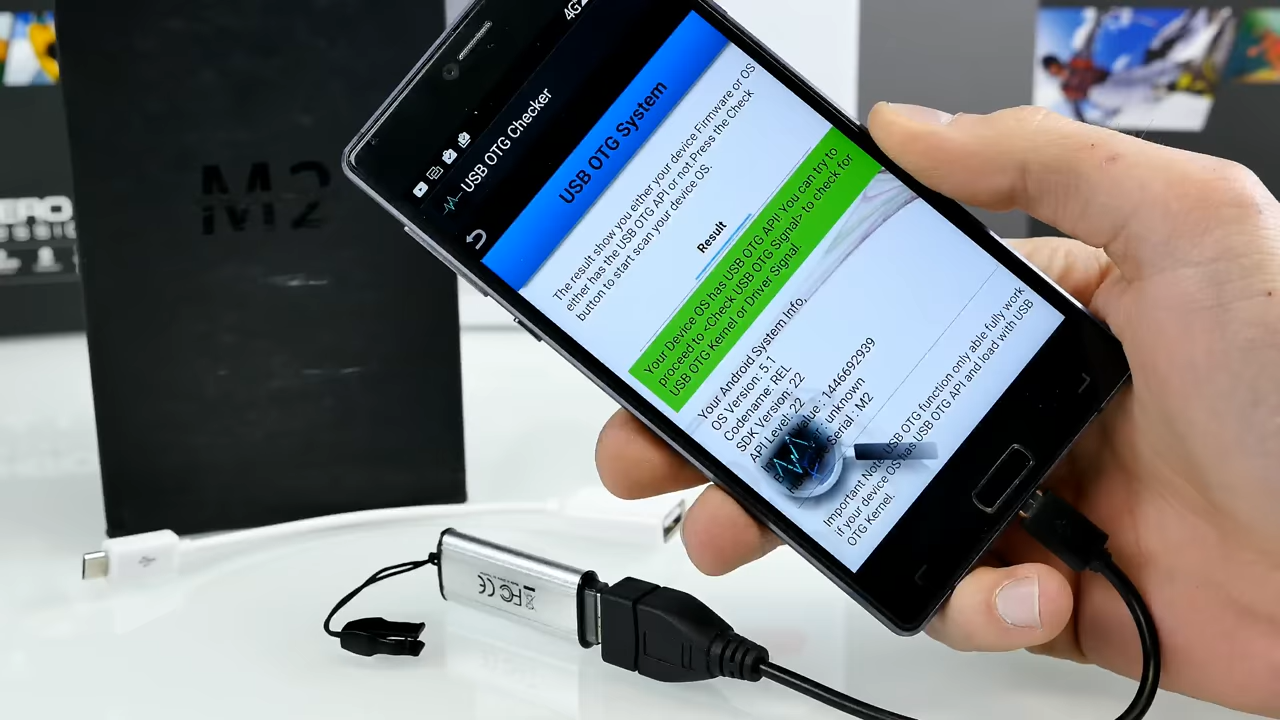 M2
4G
USB OTG Checker
USB OTG System
The result show you either your device Firmware or OS
either has the USB OTG API or not Press the Check
button to start scan your device OS.
Result
Your Device OS has USB OTG API! You can try to
proceed to <Check USB OTG Signal> to check for
USB OTG Kernel or Driver Signal.
Your Android System Info,
OS Version: 5.1
Codename: REL
SDK Version: 22
API Level: 22
Value : 1446692939
: unknown
Serial : M2
Important Note: USB OTG function only able fully work
if your device OS has USB OTG API and load with USB
OTG Kernel.
FC CE